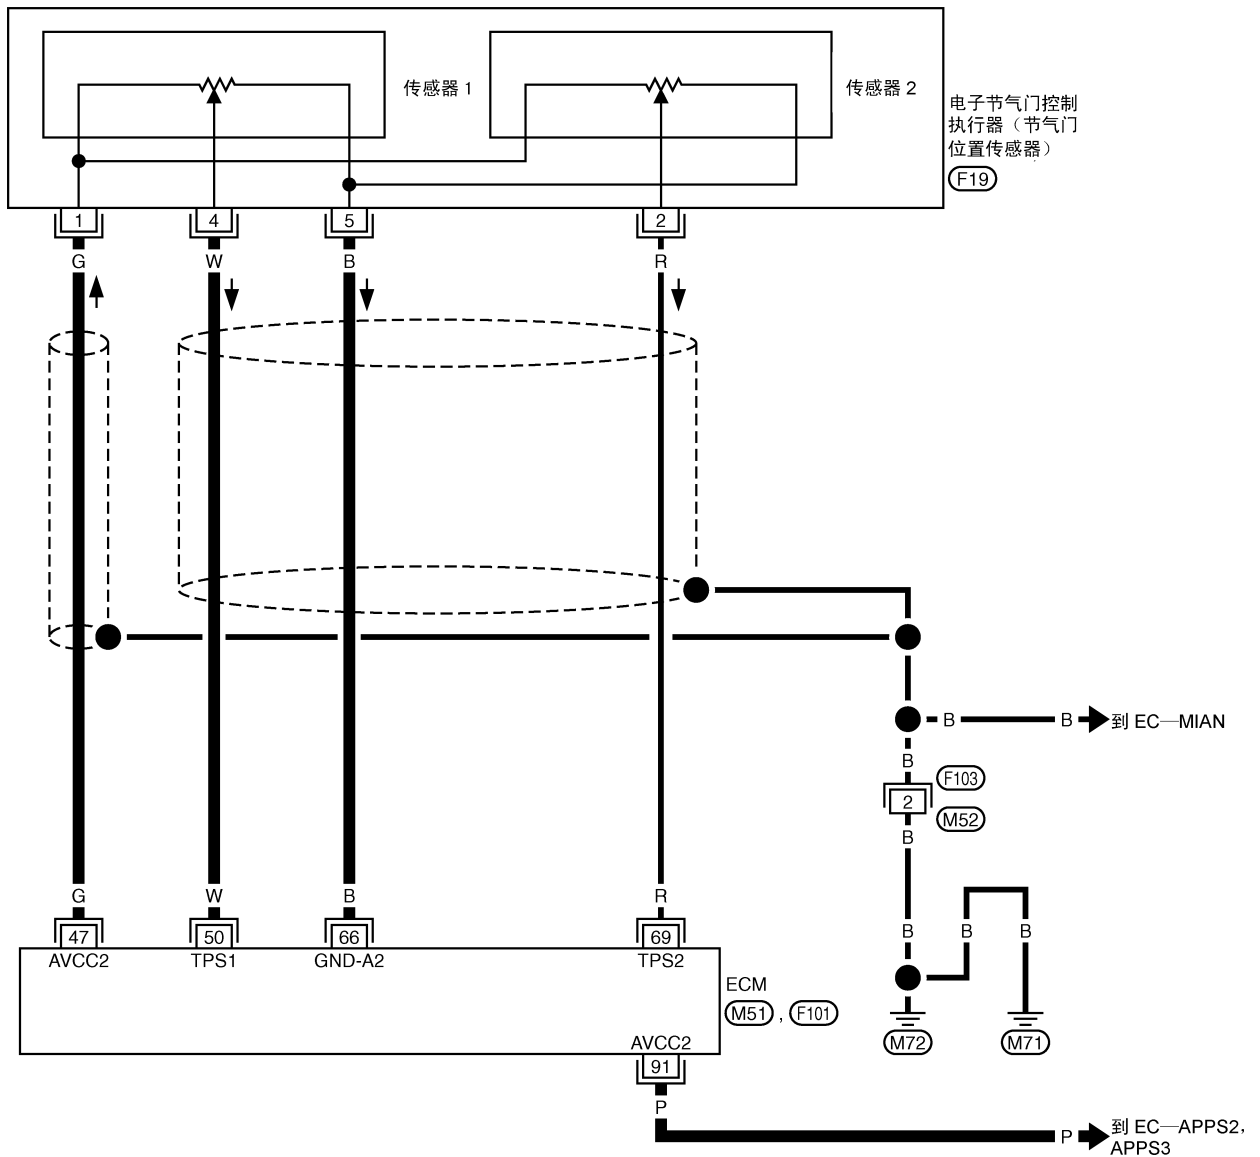 传感器 1
传感器 2
电子节气门控制
执行器（节气门
位置传感器）
F19
1
4
5
2
G
W
B
R
B
B
到 EC—MIAN
B
F103
2
M52
B
G
W
B
R
B
B
B
47
50
66
69
AVCC2
TPS1
GND-A2
TPS2
ECM
M51 , F101
M72
M71
AVCC2
91
P
P
到 EC—APPS2，
APPS3